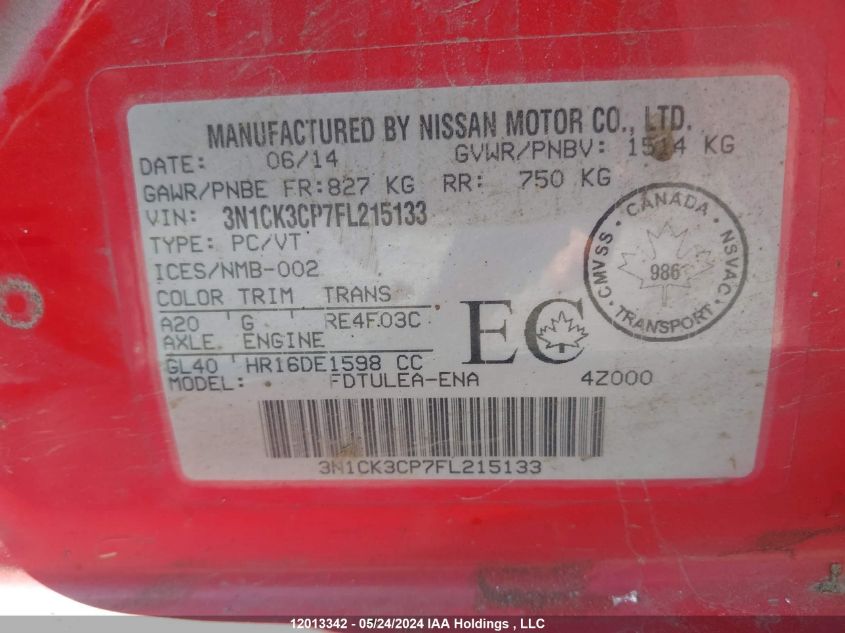 MANUFACTURED BY NISSAN MOTOR CO., LTD.
DATE: 06/14 GVWR/PNBV: 1514 KG
GAWR/PNBE FR:827 KG RR: 750 KG
VIN: 3N1CK3CP7FL215133
TYPE: PC/VT
ICES/NMB-002
COLOR TRIM TRANS
A20 G RE4F03C
AXLE ENGINE
GL40 HR16DE1598 CC
MODEL: FDTULEA-ENA 4Z000
EC
CANADA
CMVSS NSVAC
986
TRANSPORT
3N1CK3CP7FL215133
12013342 - 05/24/2024 IAA Holdings , LLC